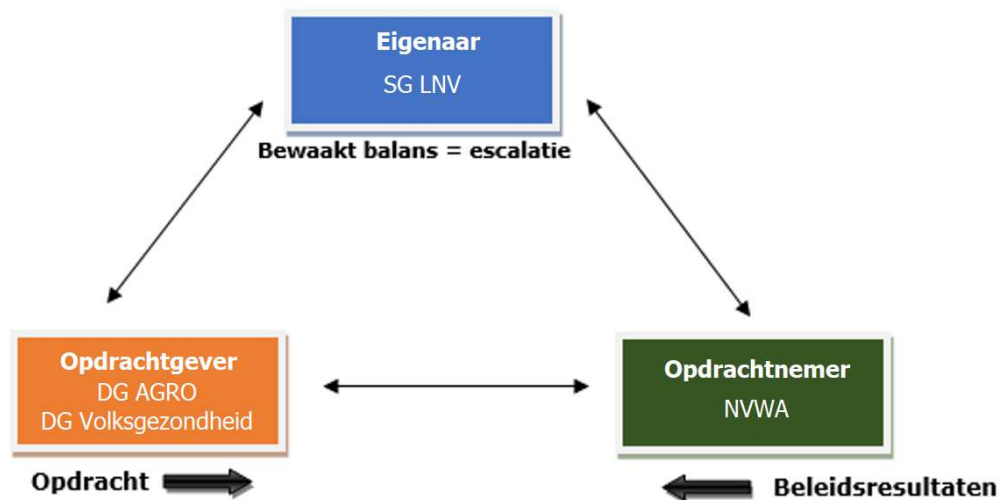 Eigenaar
SG LNV
Bewaakt balans = escalatie
Opdrachtgever
DG AGRO
DG Volksgezondheid
Opdrachtnemer
NVWA
Opdracht
Beleidsresultaten